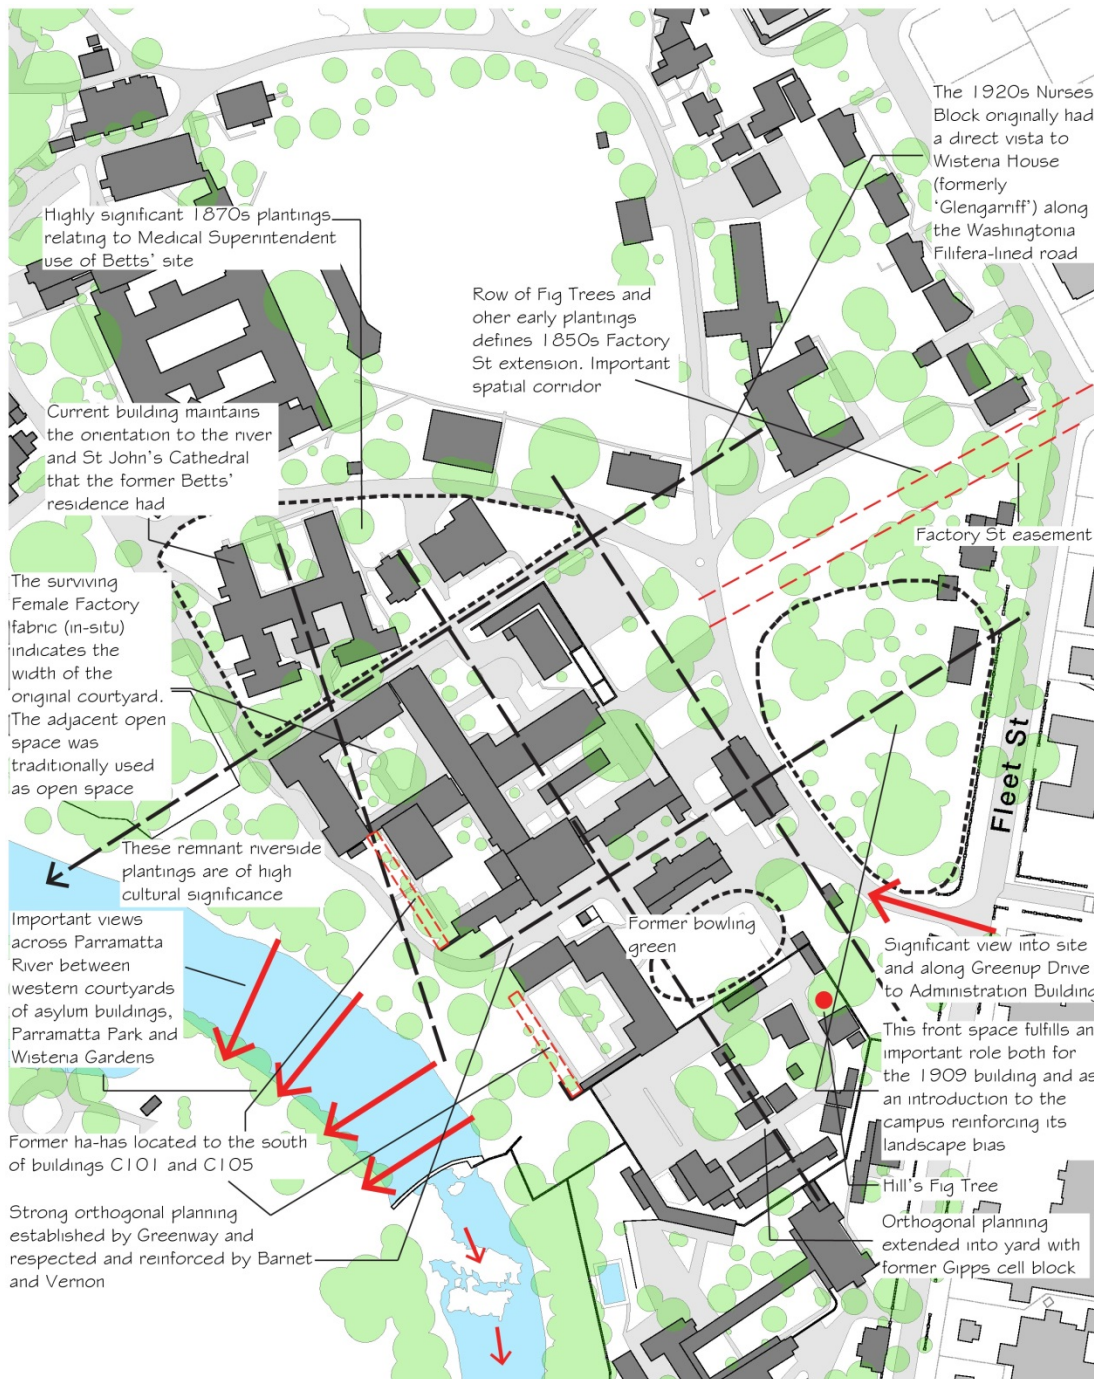 The 1920s Nurses
Block originally had
a direct vista to
Wisteria House
(formerly
'Glengarriff') along
the Washingtonia
Filifera-lined road
Highly significant 1870s plantings
relating to Medical Superintendent
use of Betts' site
Row of Fig Trees and
oher early plantings
defines 1850s Factory
St extension. Important
spatial corridor
Current building maintains
the orientation to the river
and St John's Cathedral
that the former Betts'
residence had
Factory St easement
The surviving
Female Factory
fabric (in-situ)
indicates the
width of the
original courtyard.
The adjacent open
space was
traditionally used
as open space
Fleet St
These remnant riverside
plantings are of high
cultural significance
Important views
across Parramatta
River between
western courtyards
of asylum buildings,
Parramatta Park and
Wisteria Gardens
Former bowling
green
Significant view into site
and along Greenup Drive
to Administration Building
This front space fulfills an
important role both for
the 1909 building and as
an introduction to the
campus reinforcing its
landscape bias
Former ha-has located to the south
of buildings C101 and C105
Hill's Fig Tree
Strong orthogonal planning
established by Greenway and
respected and reinforced by Barnet
and Vernon
Orthogonal planning
extended into yard with
former Gipps cell block